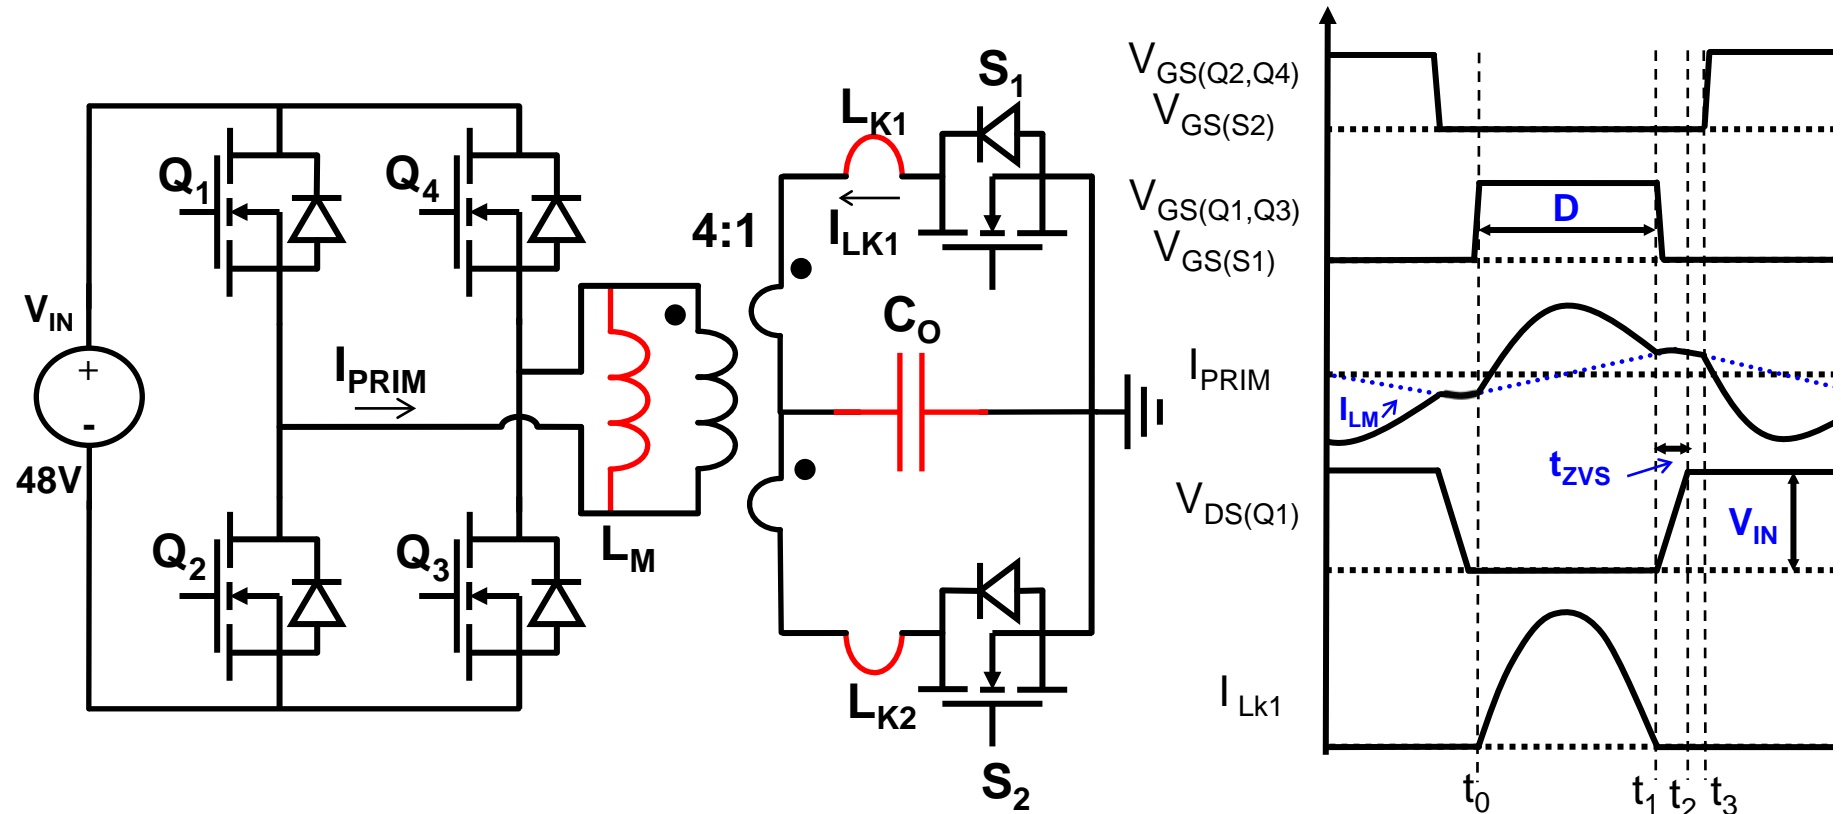 S1
LK1
Q1
Q4
4:1
ILK1
VIN
+
-
48V
IPRIM
CO
LM
Q2
Q3
LK2
S2
VGS(Q2,Q4)
VGS(S2)
VGS(Q1,Q3)
D
VGS(S1)
IPRIM
ILM
tZVS
VDS(Q1)
VIN
ILk1
t0
t1
t2
t3